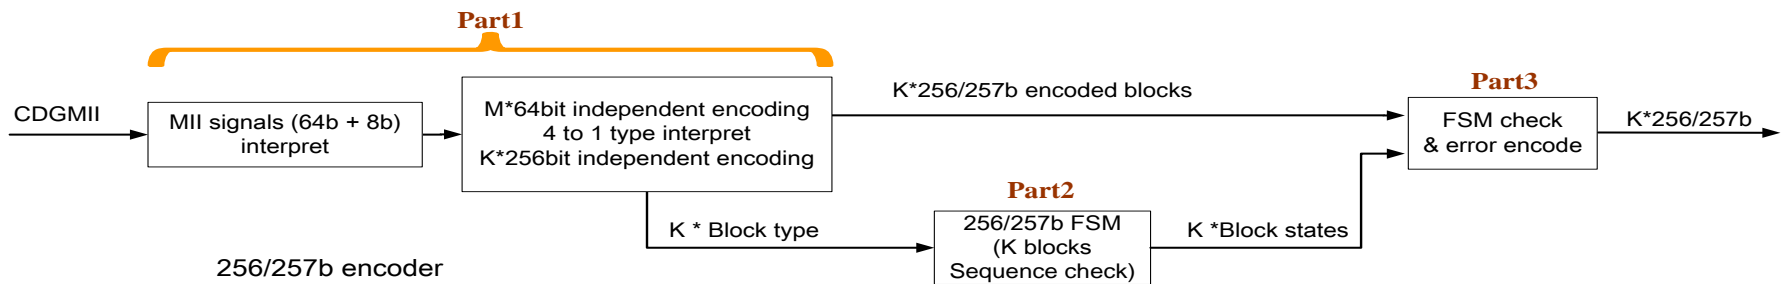 Part1
CDGMII
MII signals (64b + 8b)
interpret
M*64bit independent encoding
4 to 1 type interpret
K*256bit independent encoding
K*256/257b encoded blocks
Part3
FSM check
& error encode
K*256/257b
Part2
K * Block type
256/257b FSM
(K blocks
Sequence check)
K *Block states
256/257b encoder